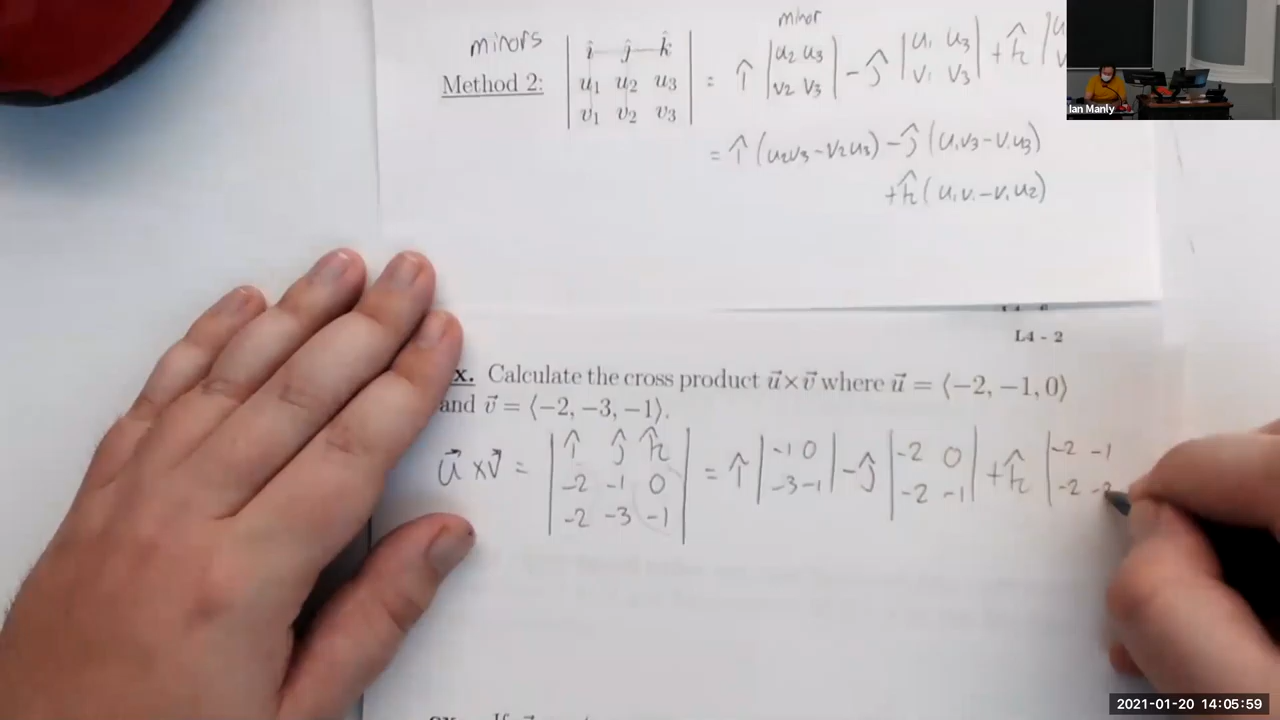 minor
minors | î ĵ k̂ |
Method 2: | u₁ u₂ u₃ | = î | u₂ u₃ | − ĵ | u₁ u₃ | + k̂ |
| v₁ v₂ v₃ | | v₂ v₃ | | v₁ v₃ |
= î (u₂v₃ − v₂u₃) − ĵ (u₁v₃ − v₁u₃)
+ k̂ (u₁v₁ − v₁u₂)
Ian Manly
L4 - 2
x. Calculate the cross product u⃗ × v⃗ where u⃗ = ⟨−2, −1, 0⟩
and v⃗ = ⟨−2, −3, −1⟩.
| î ĵ k̂ |
u⃗ × v⃗ = | -2 -1 0 | = î | -1 0 | − ĵ | -2 0 | + k̂ | -2 -1
| -2 -3 -1 | | -3 -1 | | -2 -1 | | -2
2021-01-20 14:05:59